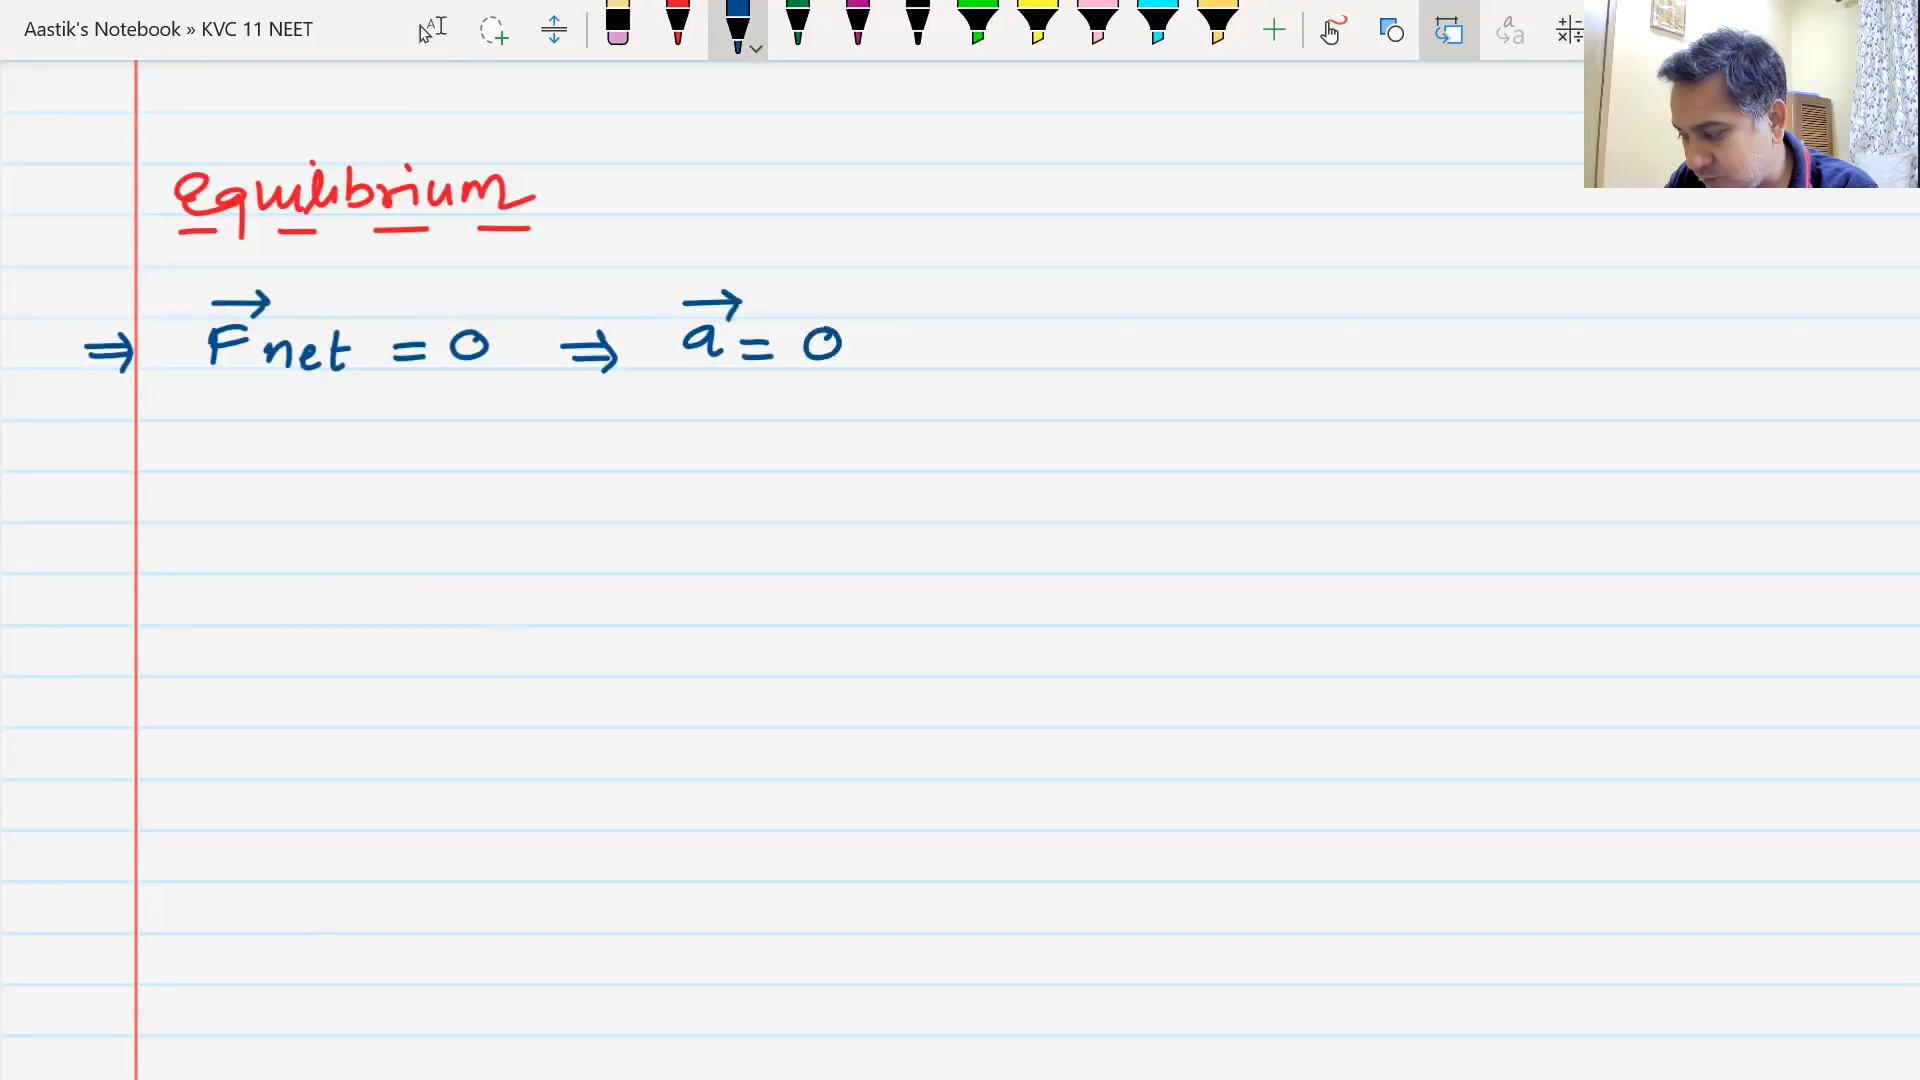 Aastik's Notebook » KVC 11 NEET
Equilibrium
⇒ F⃗ net = 0 ⇒ a⃗ = 0